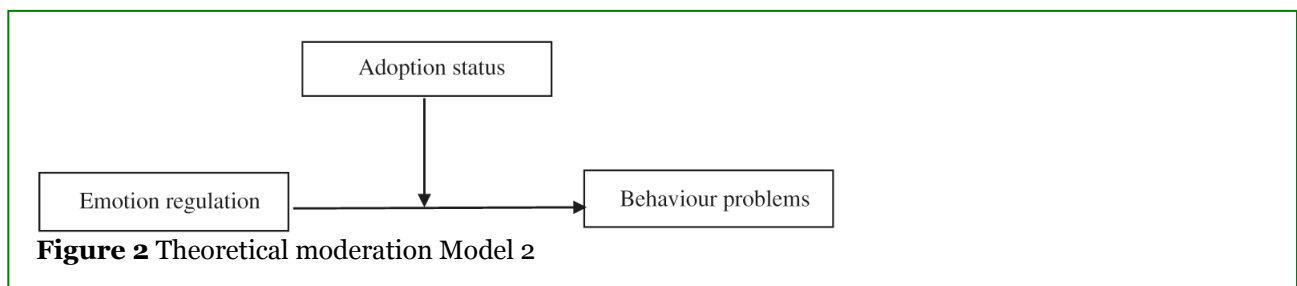 Adoption status
Emotion regulation
Behaviour problems
Figure 2 Theoretical moderation Model 2